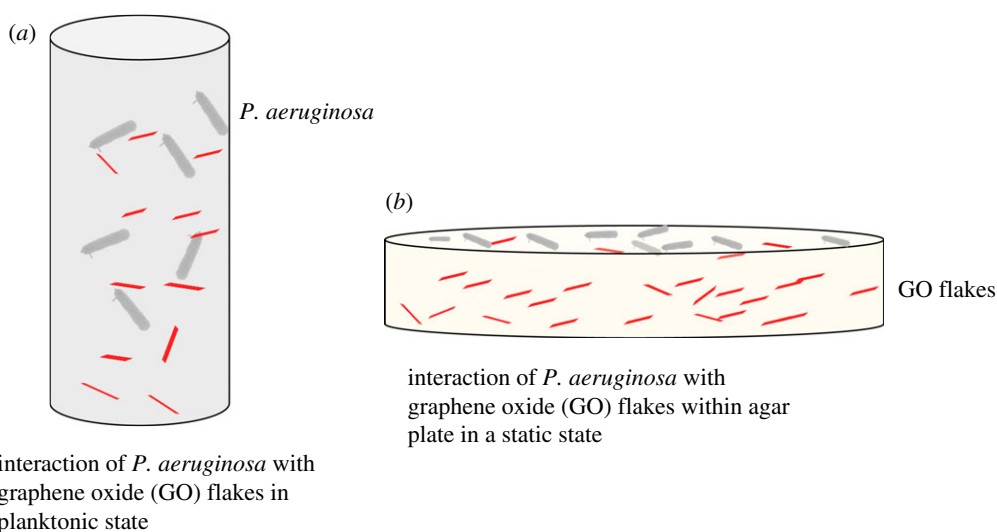 (a)
P. aeruginosa
(b)
GO flakes
interaction of P. aeruginosa with
graphene oxide (GO) flakes within agar
plate in a static state
interaction of P. aeruginosa with
graphene oxide (GO) flakes in
planktonic state